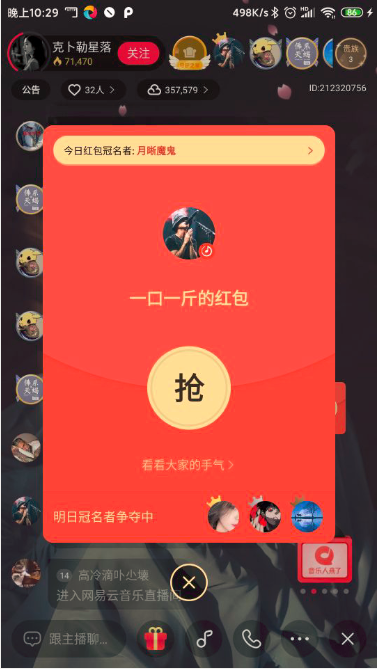 晚上10:29
498K/s
86
克卜勒星落
71,470
关注
贵族
3
公告
32人 >
357,579 >
ID:212320756
今日红包冠名者: 月晰魔鬼
一口一斤的红包
抢
看看大家的手气 >
明日冠名者争夺中
14 高冷滴卟尐壊
进入网易云音乐直播间
音乐人来了
跟主播聊...